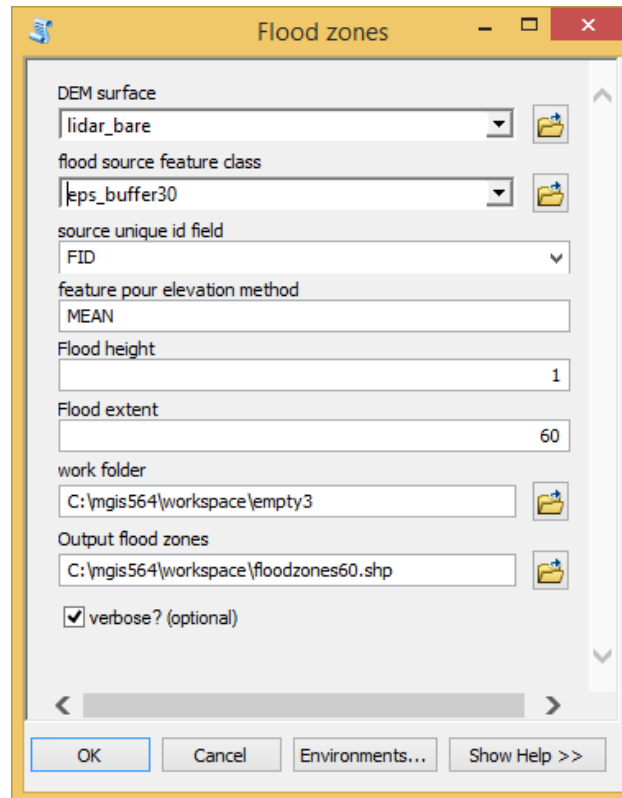 Flood zones
DEM surface
lidar_bare
flood source feature class
eps_buffer30
source unique id field
FID
feature pour elevation method
MEAN
Flood height
1
Flood extent
60
work folder
C:\mgis564\workspace\empty3
Output flood zones
C:\mgis564\workspace\floodzones60.shp
verbose? (optional)
OK Cancel Environments... Show Help >>